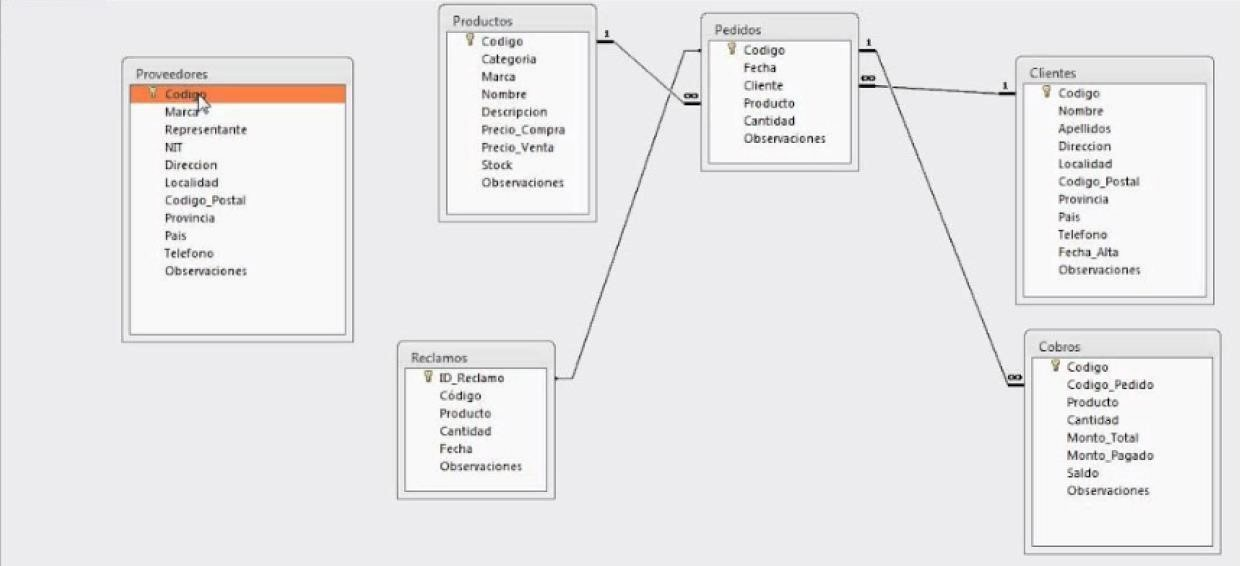 Proveedores
Codigo
Marca
Representante
NIT
Direccion
Localidad
Codigo_Postal
Provincia
Pais
Telefono
Observaciones
Productos
Codigo
Categoria
Marca
Nombre
Descripcion
Precio_Compra
Precio_Venta
Stock
Observaciones
1
∞
Pedidos
Codigo
Fecha
Cliente
Producto
Cantidad
Observaciones
1
∞
1
Clientes
Codigo
Nombre
Apellidos
Direccion
Localidad
Codigo_Postal
Provincia
Pais
Telefono
Fecha_Alta
Observaciones
Reclamos
ID_Reclamo
Código
Producto
Cantidad
Fecha
Observaciones
∞
Cobros
Codigo
Codigo_Pedido
Producto
Cantidad
Monto_Total
Monto_Pagado
Saldo
Observaciones